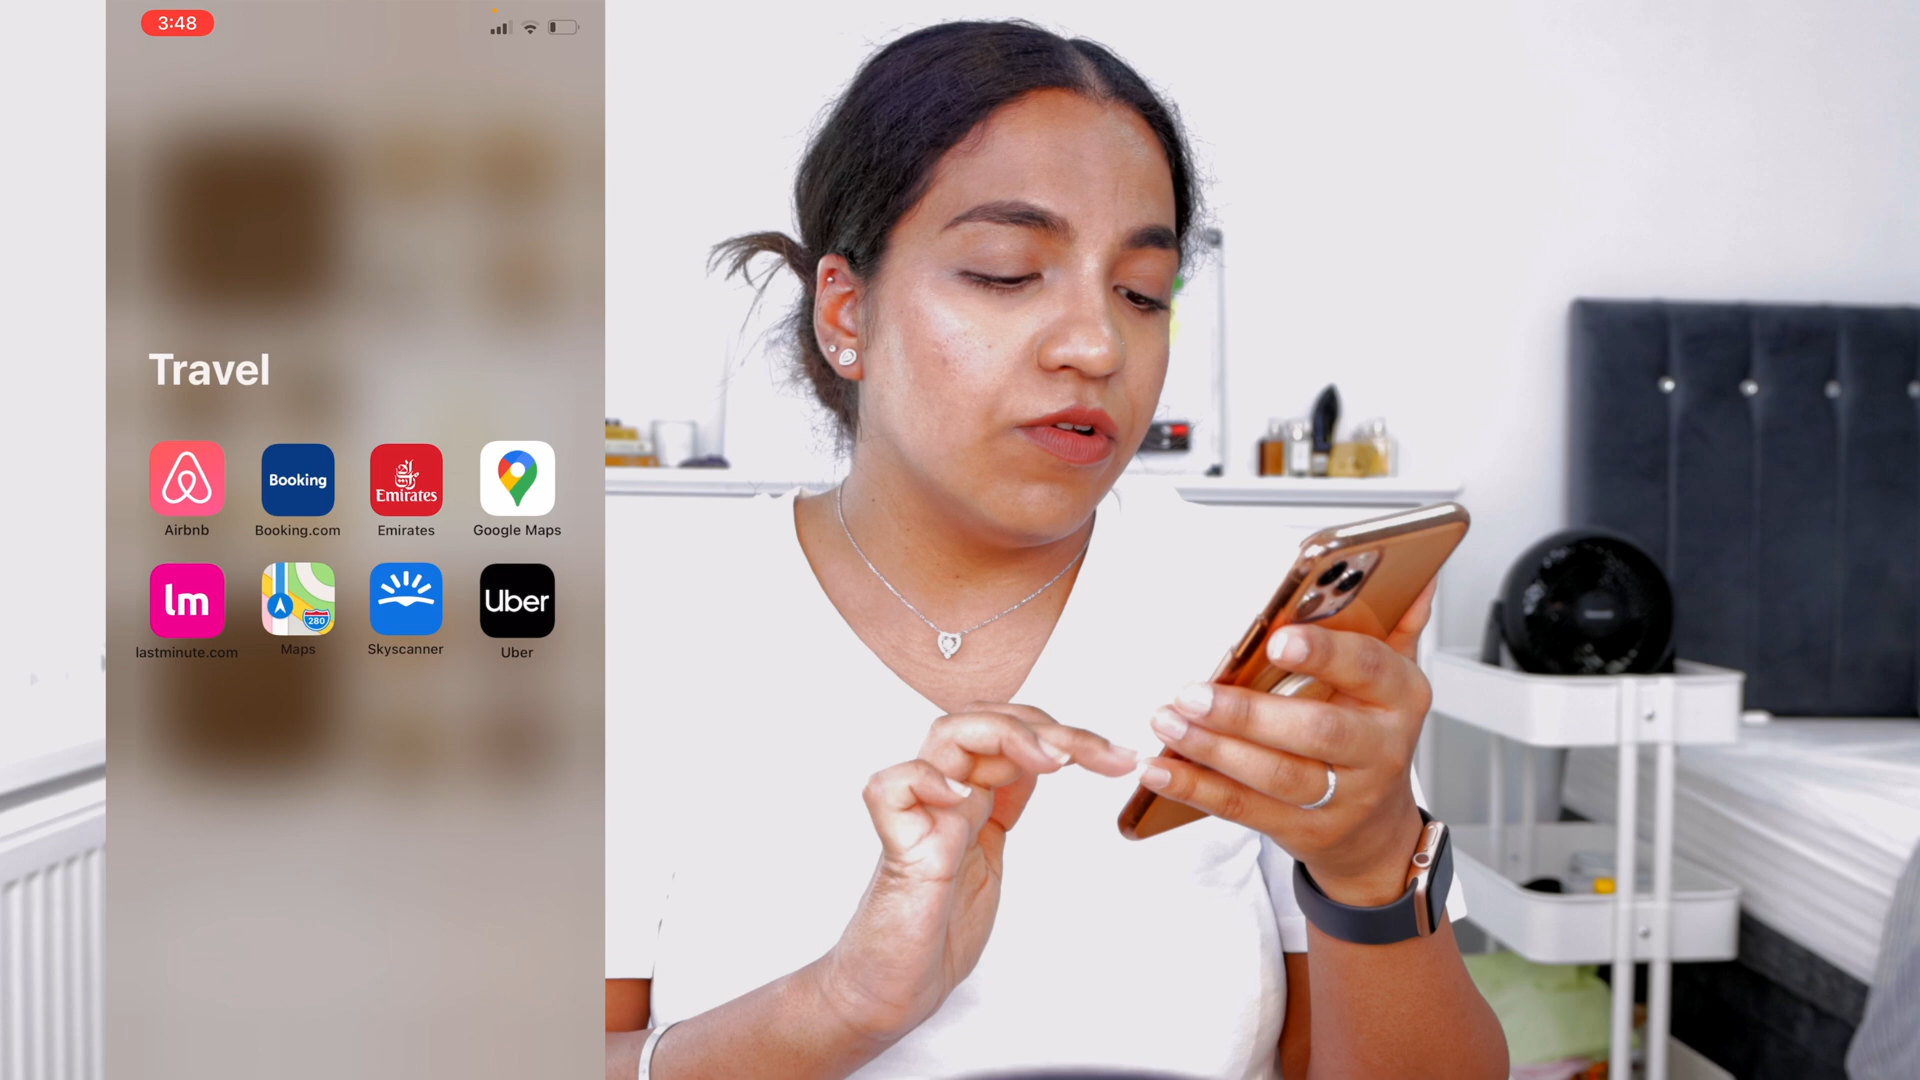 3:48
Travel
Booking
Emirates
Airbnb
Booking.com
Emirates
Google Maps
lm
280
Uber
lastminute.com
Maps
Skyscanner
Uber